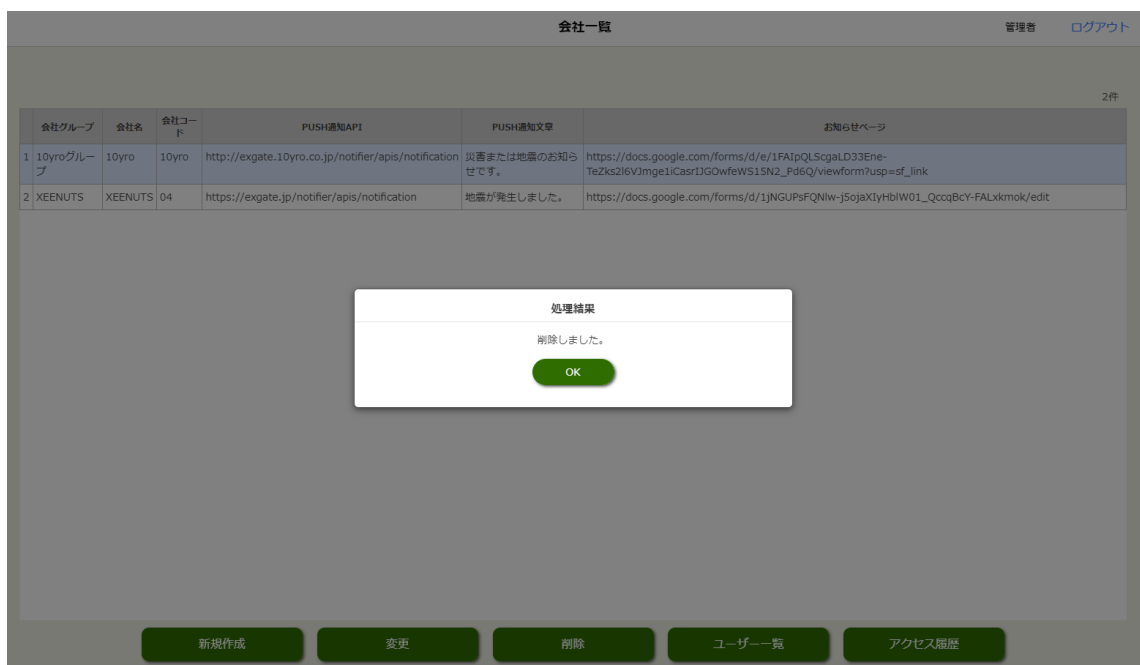 会社一覧
管理者
ログアウト
2件
会社グループ 会社名 会社コー PUSH通知API PUSH通知文章 お知らせページ
ド
1 10yroグルー 10yro 10yro http://exgate.10yro.co.jp/notifier/apis/notification 災害または地震のお知ら https://docs.google.com/forms/d/e/1FAIpQLScgaLD33Ene-
プ せです。 TeZks2l6VJmge1iCasrIJGOwfeWS15N2_Pd6Q/viewform?usp=sf_link
2 XEENUTS XEENUTS 04 https://exgate.jp/notifier/apis/notification 地震が発生しました。 https://docs.google.com/forms/d/1jNGUPsFQNlw-j5ojaXIyHblW01_QccqBcY-FALxkmok/edit
処理結果
削除しました。
OK
新規作成 変更 削除 ユーザー一覧 アクセス履歴